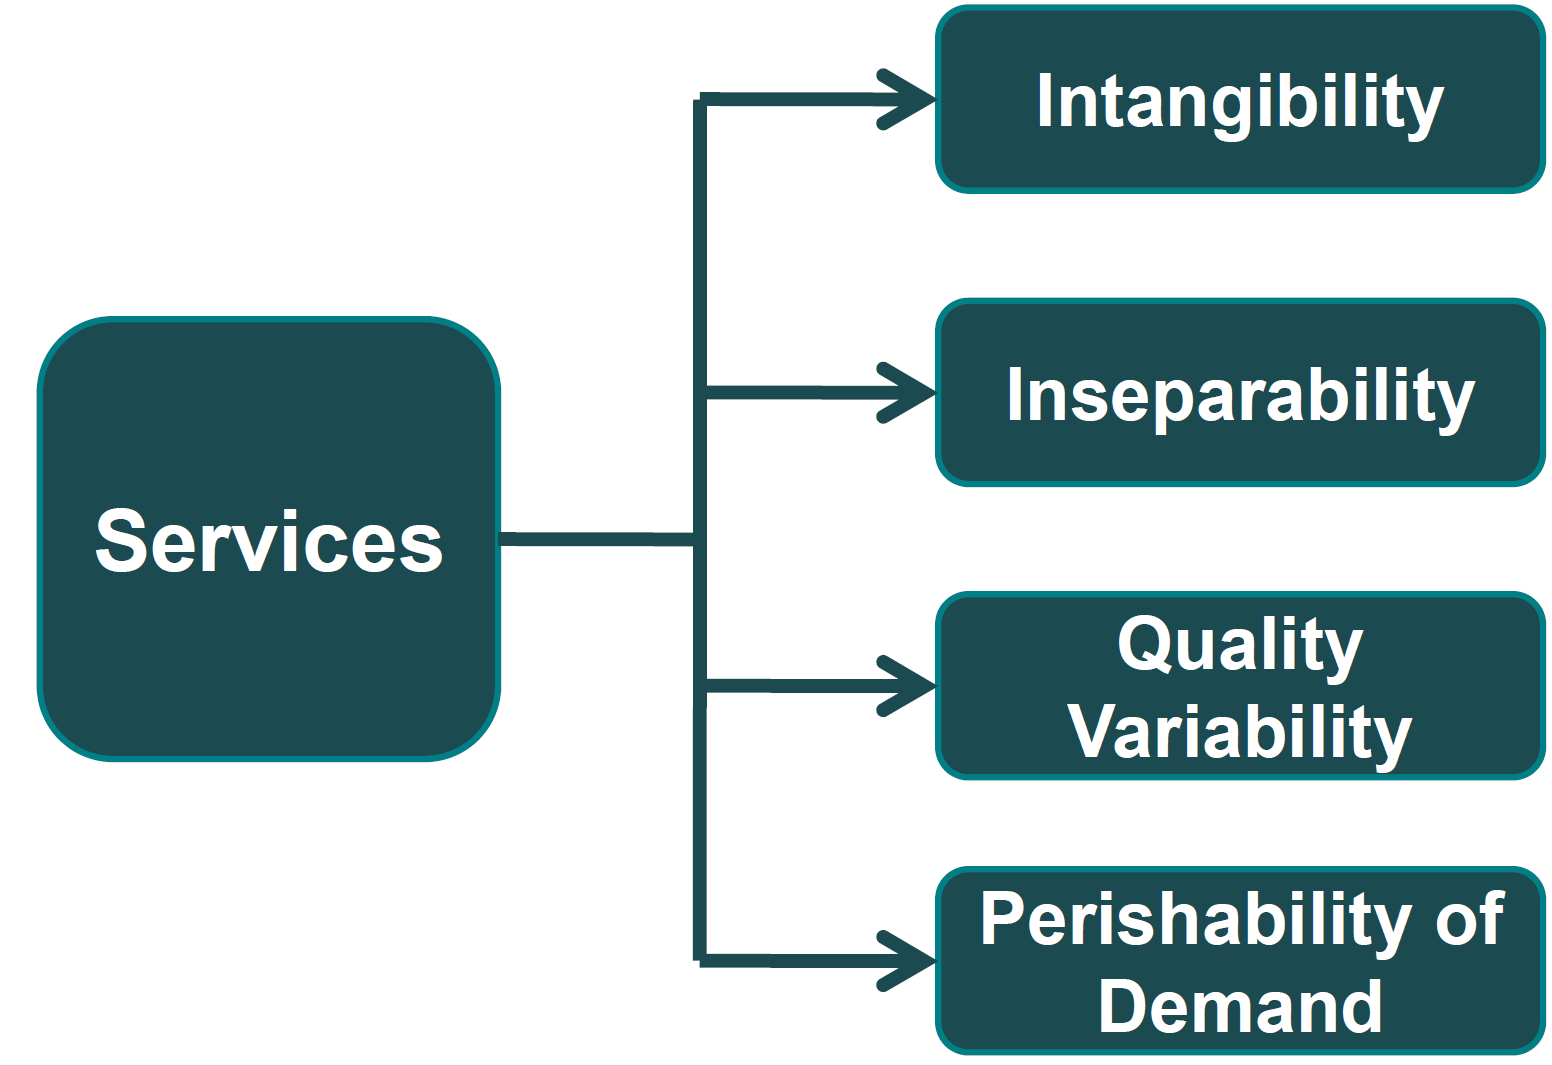 Services
Intangibility
Inseparability
Quality
Variability
Perishability of
Demand